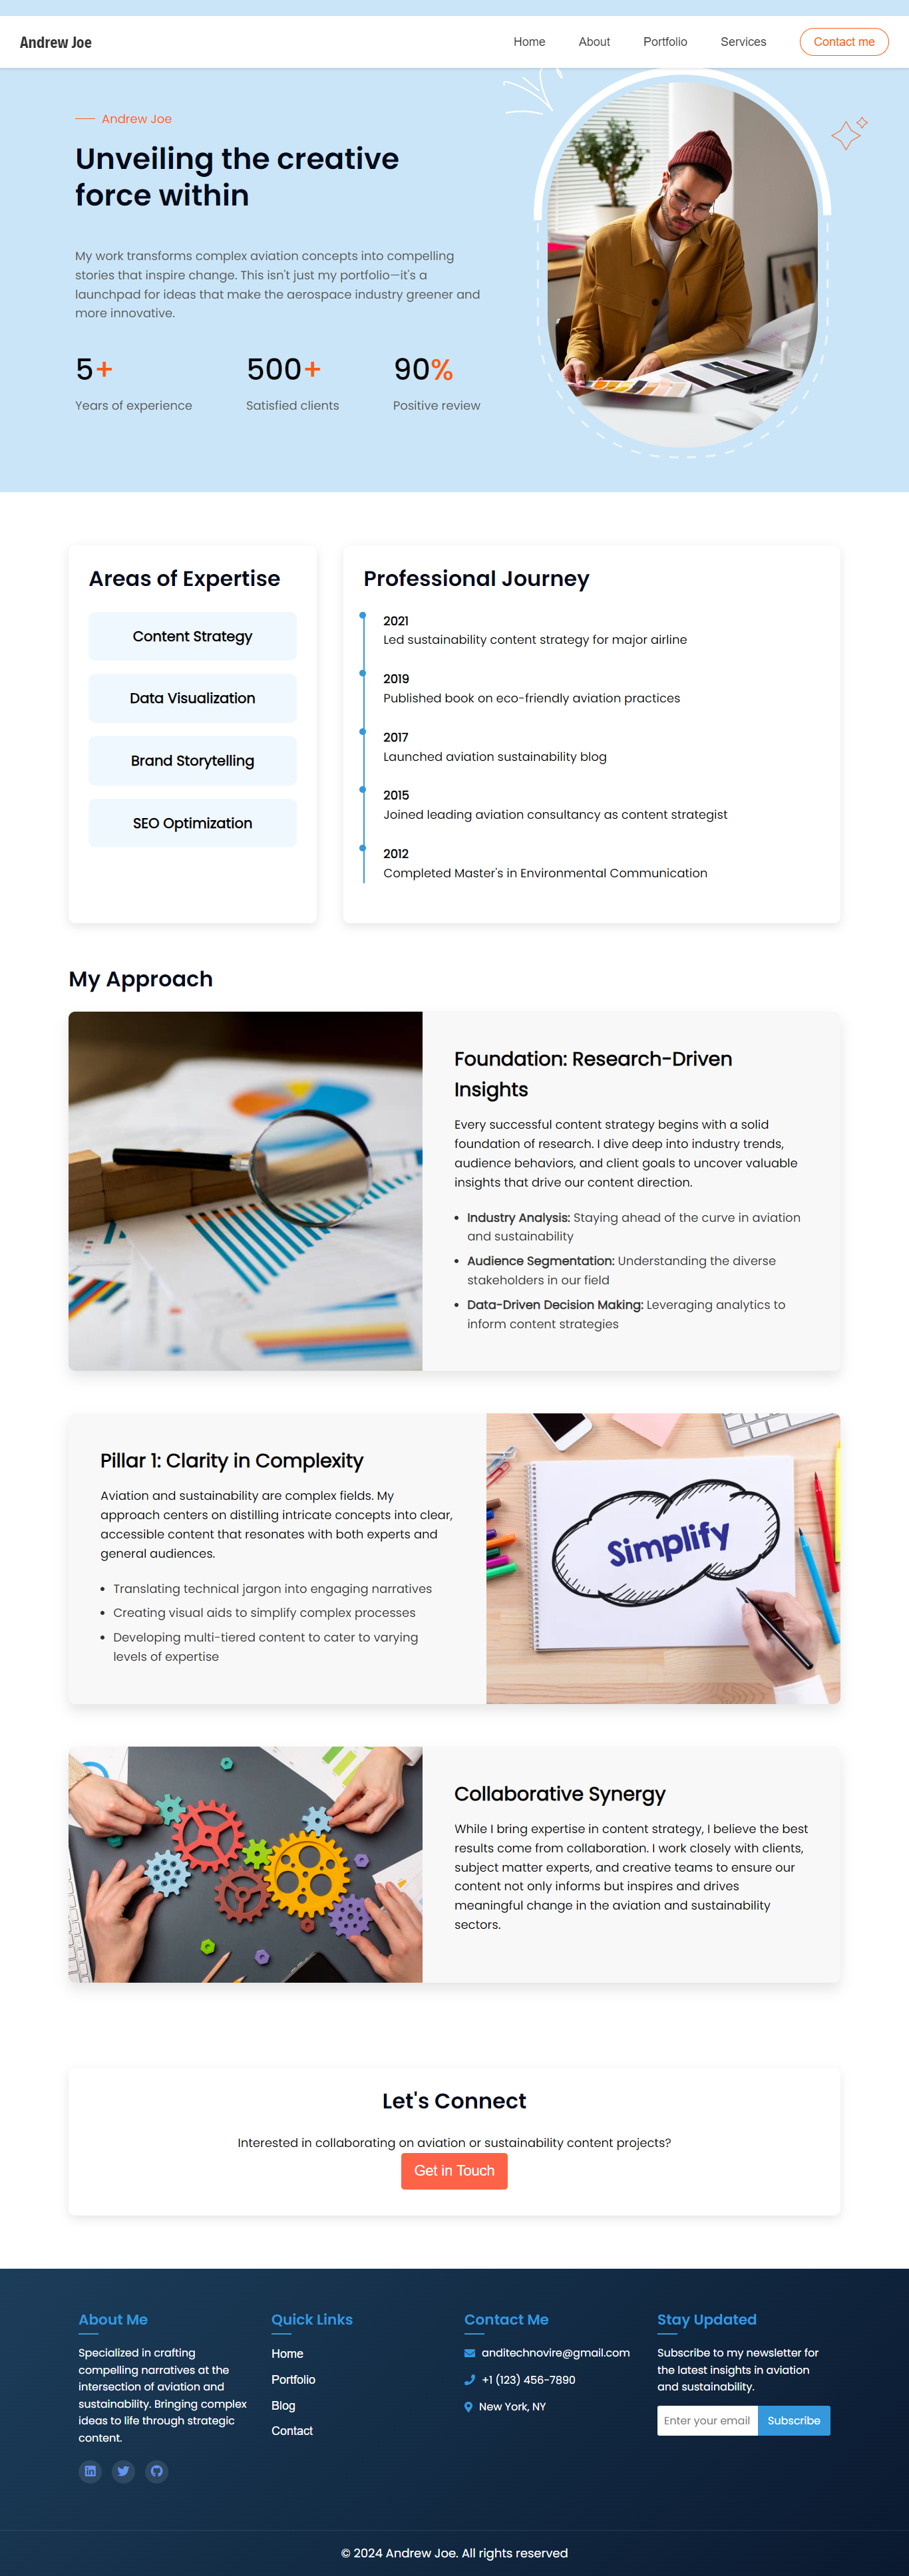 Andrew Joe
Home
About
Portfolio
Services
Contact me
Andrew Joe
Unveiling the creative
force within
My work transforms complex aviation concepts into compelling
stories that inspire change. This isn't just my portfolio—it's a
launchpad for ideas that make the aerospace industry greener and
more innovative.
5+
Years of experience
500+
Satisfied clients
90%
Positive review
Areas of Expertise
Content Strategy
Data Visualization
Brand Storytelling
SEO Optimization
Professional Journey
2021
Led sustainability content strategy for major airline
2019
Published book on eco-friendly aviation practices
2017
Launched aviation sustainability blog
2015
Joined leading aviation consultancy as content strategist
2012
Completed Master's in Environmental Communication
My Approach
Foundation: Research-Driven
Insights
Every successful content strategy begins with a solid
foundation of research. I dive deep into industry trends,
audience behaviors, and client goals to uncover valuable
insights that drive our content direction.
• Industry Analysis: Staying ahead of the curve in aviation
and sustainability
• Audience Segmentation: Understanding the diverse
stakeholders in our field
• Data-Driven Decision Making: Leveraging analytics to
inform content strategies
Pillar 1: Clarity in Complexity
Aviation and sustainability are complex fields. My
approach centers on distilling intricate concepts into clear,
accessible content that resonates with both experts and
general audiences.
• Translating technical jargon into engaging narratives
• Creating visual aids to simplify complex processes
• Developing multi-tiered content to cater to varying
levels of expertise
Simplify
Collaborative Synergy
While I bring expertise in content strategy, I believe the best
results come from collaboration. I work closely with clients,
subject matter experts, and creative teams to ensure our
content not only informs but inspires and drives
meaningful change in the aviation and sustainability
sectors.
Let's Connect
Interested in collaborating on aviation or sustainability content projects?
Get in Touch
About Me
Specialized in crafting
compelling narratives at the
intersection of aviation and
sustainability. Bringing complex
ideas to life through strategic
content.
Quick Links
Home
Portfolio
Blog
Contact
Contact Me
anditechnovire@gmail.com
+1 (123) 456-7890
New York, NY
Stay Updated
Subscribe to my newsletter for
the latest insights in aviation
and sustainability.
Enter your email
Subscribe
© 2024 Andrew Joe. All rights reserved